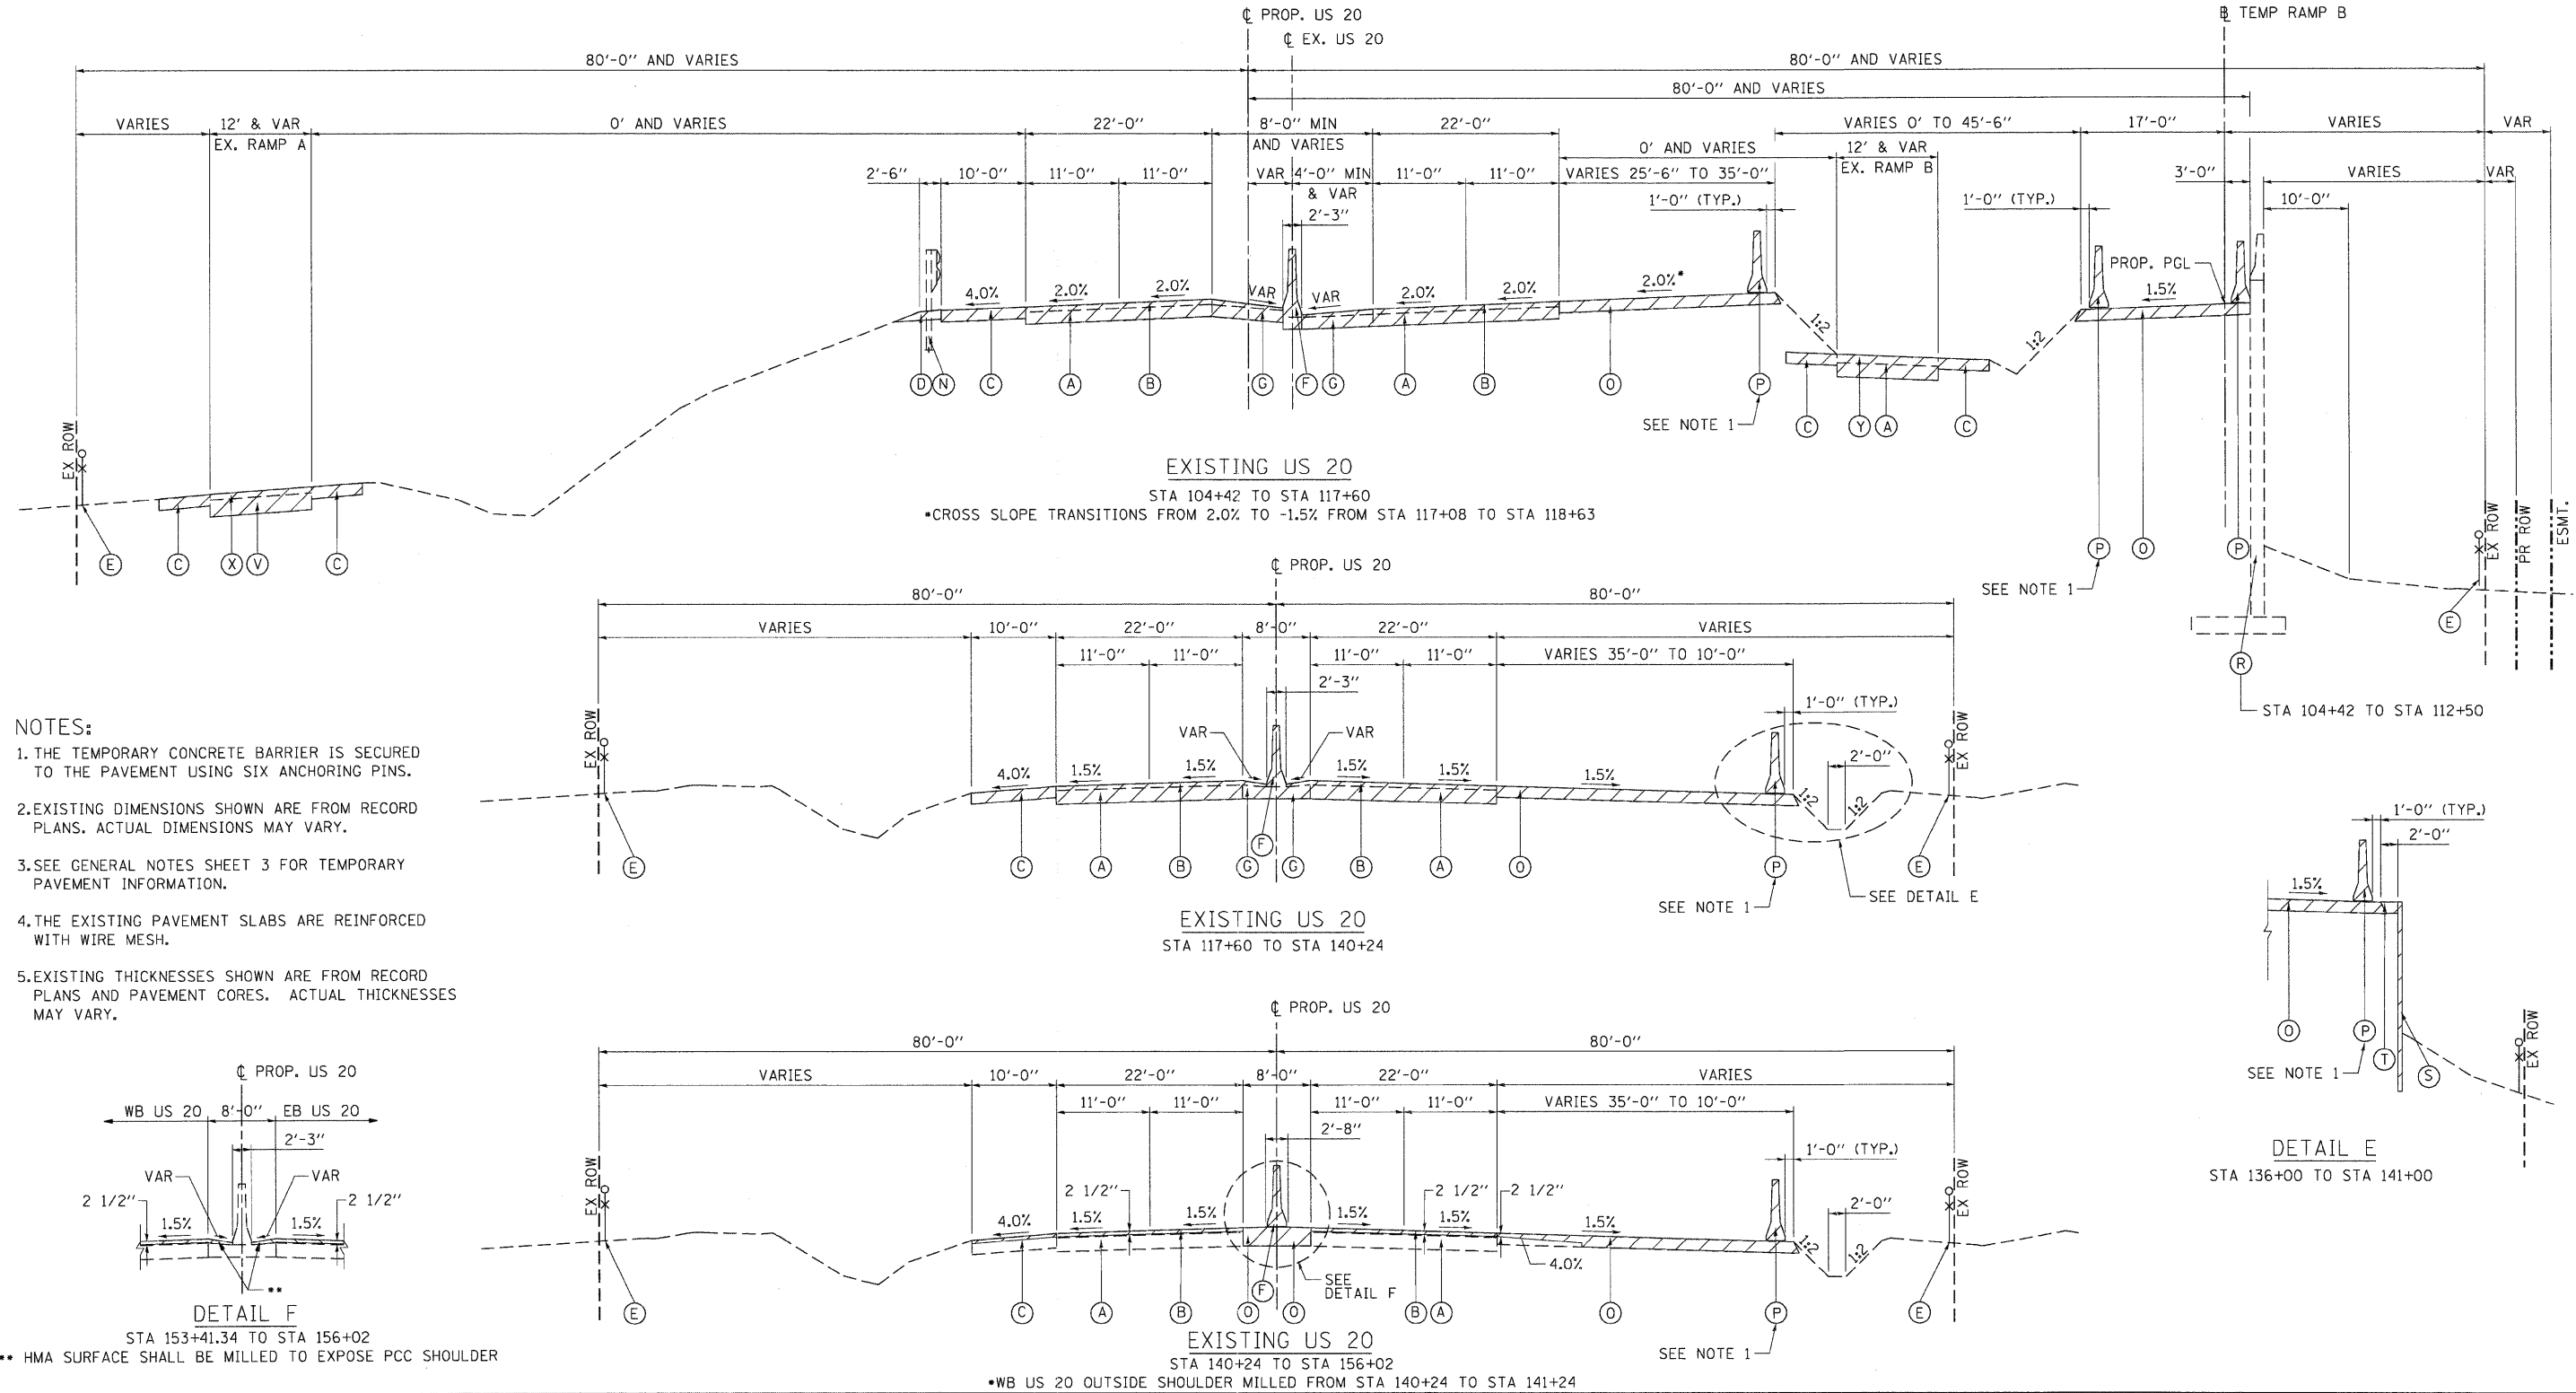 ℄ PROP. US 20
℄ EX. US 20
TEMP RAMP B
80'-0" AND VARIES
80'-0" AND VARIES
80'-0" AND VARIES
VARIES
12' & VAR
EX. RAMP A
0' AND VARIES
22'-0"
8'-0" MIN
AND VARIES
22'-0"
VARIES 0' TO 45'-6"
17'-0"
VARIES
VAR
0' AND VARIES
12' & VAR
EX. RAMP B
2'-6"
10'-0"
11'-0"
11'-0"
VAR
4'-0" MIN
& VAR
11'-0"
11'-0"
VARIES 25'-6" TO 35'-0"
3'-0"
VARIES
VAR
2'-3"
1'-0" (TYP.)
1'-0" (TYP.)
10'-0"
PROP. PGL
4.0%
2.0%
2.0%
VAR
VAR
2.0%
2.0%
2.0%*
1.5%
1:2
1:2
D N C A B G F G A B O P
SEE NOTE 1
C Y A C
EX ROW
E C X V C
EXISTING US 20
STA 104+42 TO STA 117+60
*CROSS SLOPE TRANSITIONS FROM 2.0% TO -1.5% FROM STA 117+08 TO STA 118+63
P O P
SEE NOTE 1
R
E
EX ROW
PR ROW
ESMT.
STA 104+42 TO STA 112+50
℄ PROP. US 20
80'-0"
80'-0"
VARIES
10'-0"
22'-0"
8'-0"
22'-0"
VARIES
11'-0"
11'-0"
11'-0"
11'-0"
VARIES 35'-0" TO 10'-0"
2'-3"
1'-0" (TYP.)
VAR
VAR
2'-0"
EX ROW
EX ROW
4.0%
1.5%
1.5%
1.5%
1.5%
1.5%
1:2
1:2
E C A B G F G B A O P E
SEE NOTE 1
SEE DETAIL E
EXISTING US 20
STA 117+60 TO STA 140+24
NOTES:
1. THE TEMPORARY CONCRETE BARRIER IS SECURED
TO THE PAVEMENT USING SIX ANCHORING PINS.
2. EXISTING DIMENSIONS SHOWN ARE FROM RECORD
PLANS. ACTUAL DIMENSIONS MAY VARY.
3. SEE GENERAL NOTES SHEET 3 FOR TEMPORARY
PAVEMENT INFORMATION.
4. THE EXISTING PAVEMENT SLABS ARE REINFORCED
WITH WIRE MESH.
5. EXISTING THICKNESSES SHOWN ARE FROM RECORD
PLANS AND PAVEMENT CORES. ACTUAL THICKNESSES
MAY VARY.
1'-0" (TYP.)
2'-0"
1.5%
O P T S
SEE NOTE 1
EX ROW
DETAIL E
STA 136+00 TO STA 141+00
℄ PROP. US 20
WB US 20
8'-0"
EB US 20
2'-3"
VAR
VAR
2 1/2"
2 1/2"
1.5%
1.5%
**
DETAIL F
STA 153+41.34 TO STA 156+02
** HMA SURFACE SHALL BE MILLED TO EXPOSE PCC SHOULDER
℄ PROP. US 20
80'-0"
80'-0"
VARIES
10'-0"
22'-0"
8'-0"
22'-0"
VARIES
11'-0"
11'-0"
11'-0"
11'-0"
VARIES 35'-0" TO 10'-0"
2'-8"
1'-0" (TYP.)
2 1/2"
2 1/2"
2 1/2"
2'-0"
EX ROW
EX ROW
4.0%
1.5%
1.5%
1.5%
1.5%
1.5%
4.0%
1:2
1:2
SEE
DETAIL F
E C A B O F O B A O P E
SEE NOTE 1
EXISTING US 20
STA 140+24 TO STA 156+02
*WB US 20 OUTSIDE SHOULDER MILLED FROM STA 140+24 TO STA 141+24